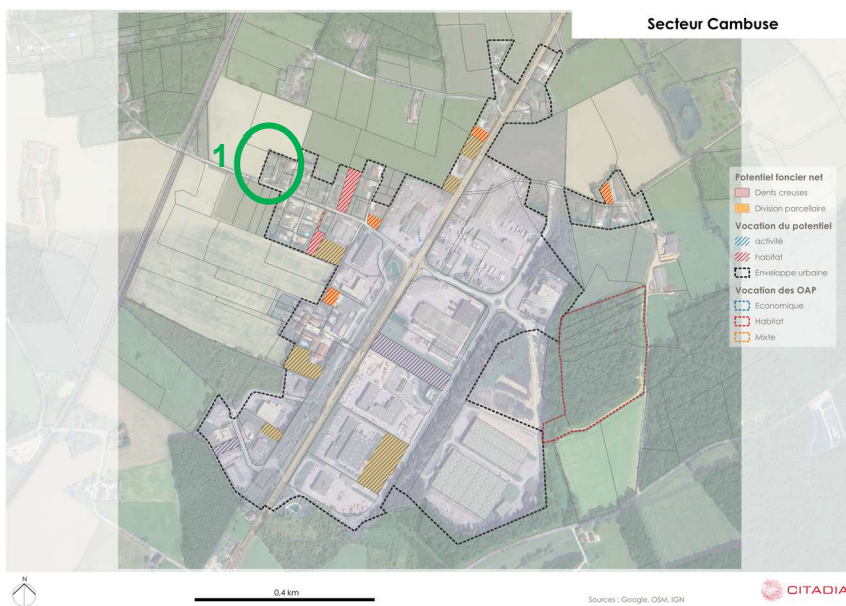 Secteur Cambuse
1
Potentiel foncier net
Dents creuses
Division parcellaire
Vocation du potentiel
activité
habitat
Enveloppe urbaine
Vocation des OAP
Economique
Habitat
Mixte
N
0,4 km
Sources : Google, OSM, IGN
CITADIA